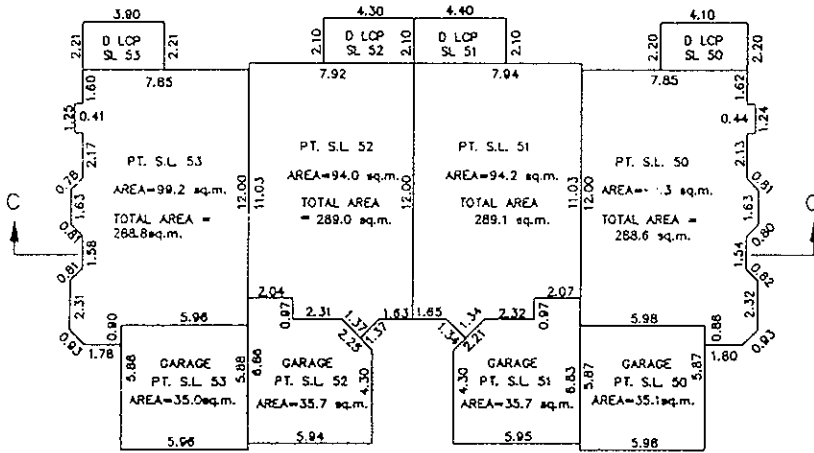 3.90
4.30
4.40
4.10
2.21
D LCP
SL 53
2.21
2.10
D LCP
SL 52
2.10
D LCP
SL 51
2.10
2.20
D LCP
SL 50
2.20
7.85
7.92
7.94
7.85
1.60
1.25
0.41
2.17
0.78
1.63
0.81
1.58
0.81
2.31
0.93
1.78
0.90
PT. S.L. 53
AREA=99.2 sq.m.
TOTAL AREA =
288.8sq.m.
12.00
11.03
PT. S.L. 52
AREA=94.0 sq.m.
TOTAL AREA
= 289.0 sq.m.
12.00
PT. S.L. 51
AREA=94.2 sq.m.
TOTAL AREA =
289.1 sq.m.
11.03
12.00
PT. S.L. 50
.3 sq.m.
TOTAL AREA =
288.6 sq.m.
1.62
0.44
1.24
2.13
0.81
1.63
0.80
1.54
0.82
2.32
0.93
1.80
0.88
C
C
2.04
0.97
2.31
1.37
1.37
2.25
1.63
1.65
1.34
1.34
2.21
2.32
0.97
2.07
5.96
5.98
5.88
GARAGE
PT. S.L. 53
AREA=35.0sq.m.
5.88
6.86
GARAGE
PT. S.L. 52
AREA=35.7 sq.m.
4.30
4.30
GARAGE
PT. S.L. 51
AREA=35.7 sq.m.
6.83
5.87
GARAGE
PT. S.L. 50
AREA=35.1sq.m.
5.87
5.96
5.94
5.95
5.98